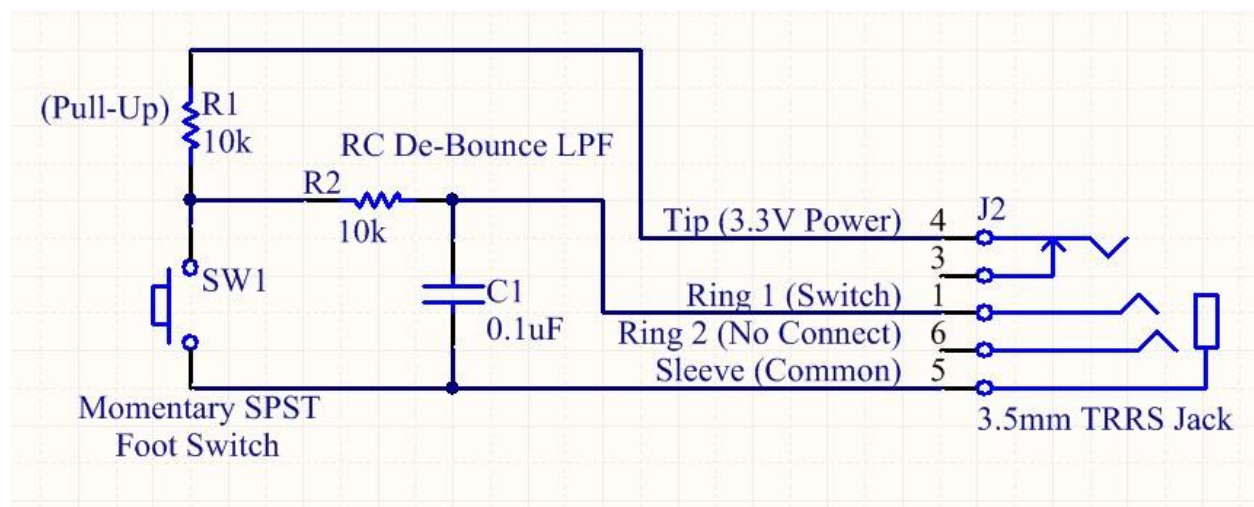 (Pull-Up)
R1
10k
RC De-Bounce LPF
R2
10k
SW1
C1
0.1uF
Momentary SPST
Foot Switch
Tip (3.3V Power)
4
J2
3
Ring 1 (Switch)
1
Ring 2 (No Connect)
6
Sleeve (Common)
5
3.5mm TRRS Jack